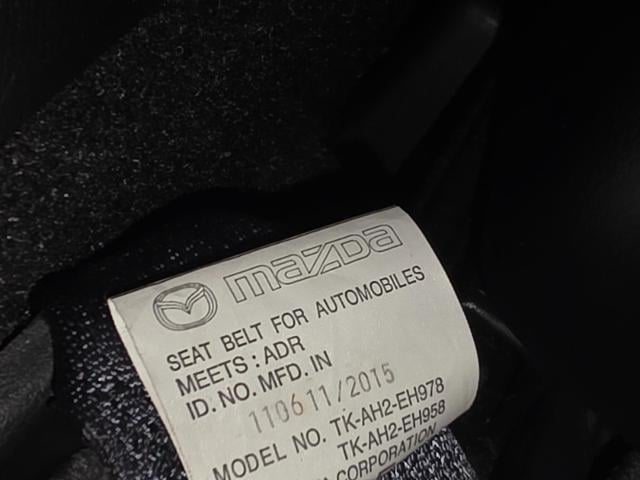 mazda
SEAT BELT FOR AUTOMOBILES
MEETS : ADR
ID. NO. MFD. IN
110611/2015
MODEL NO. TK-AH2-EH978
TK-AH2-EH958
CORPORATION